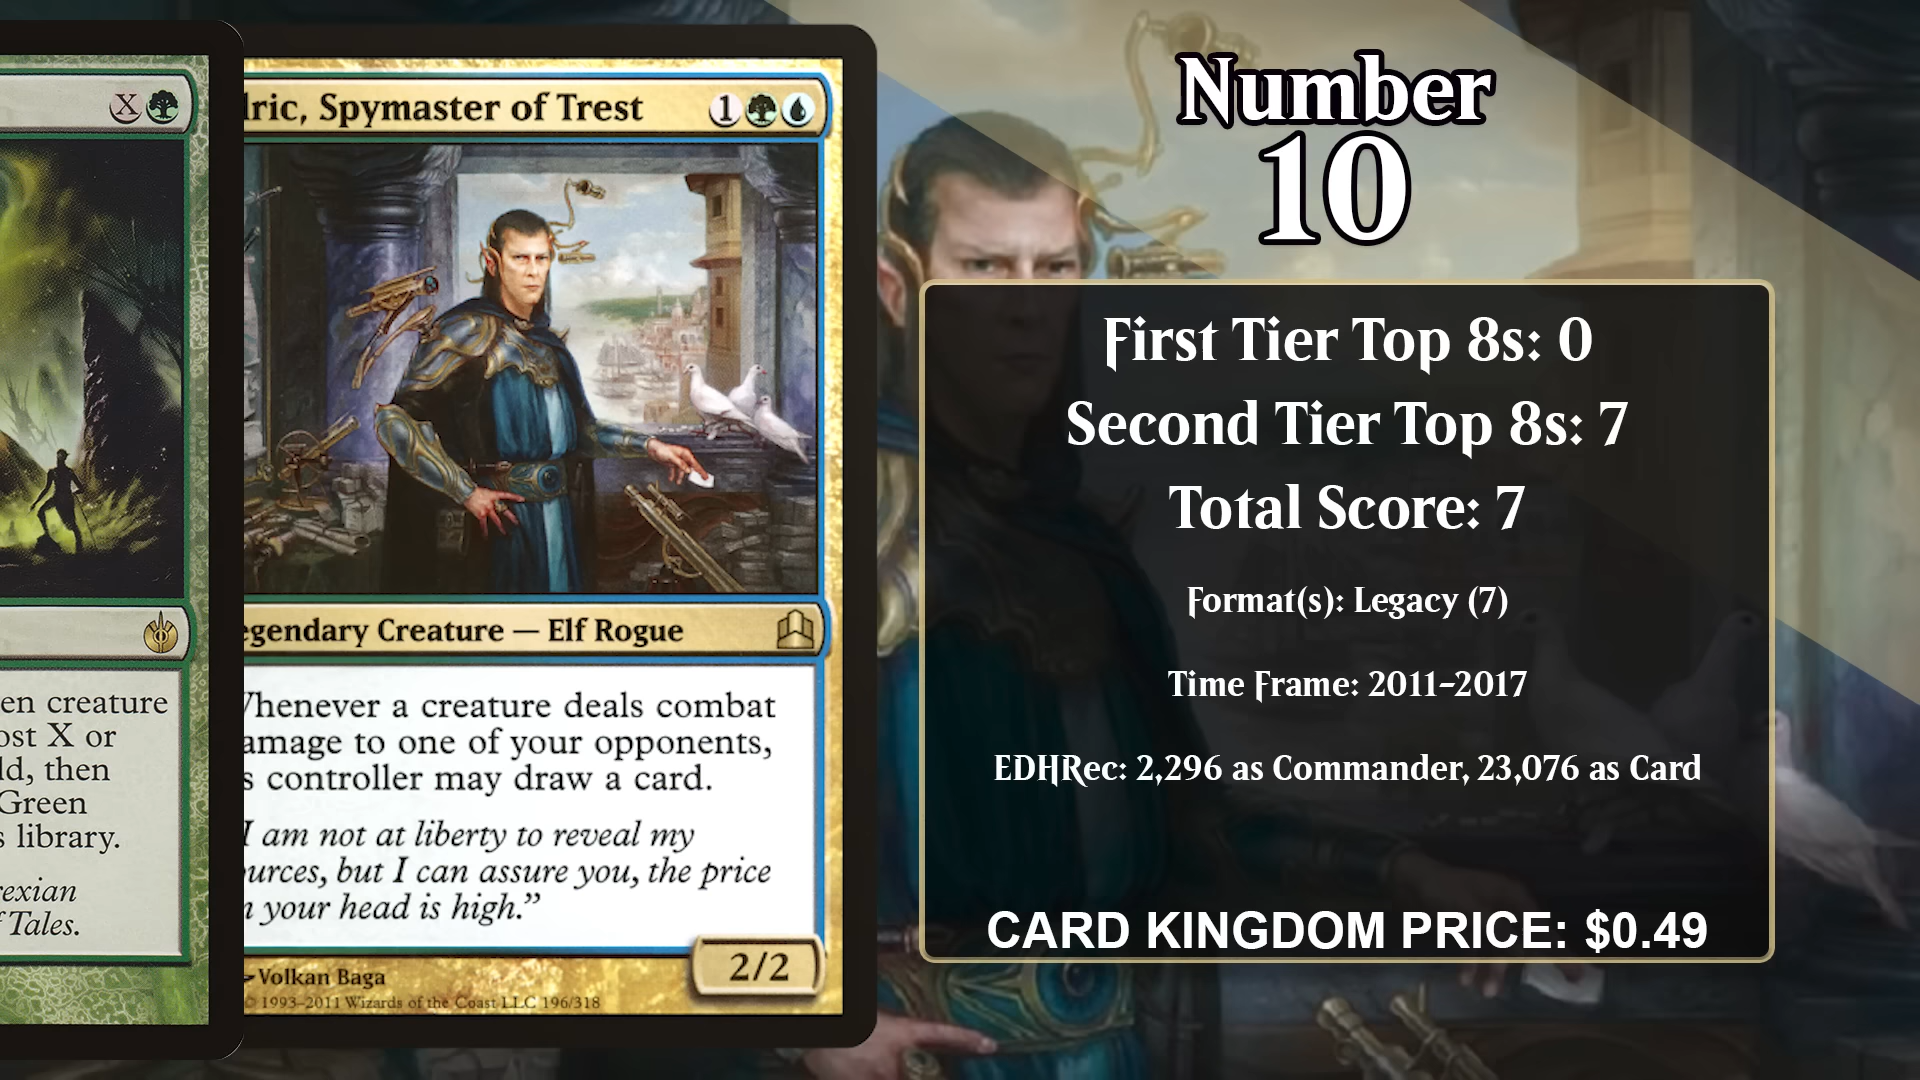 X
en creature
ost X or
ld, then
Green
s library.
exian
Tales.
lric, Spymaster of Trest
1
egendary Creature — Elf Rogue
Whenever a creature deals combat
amage to one of your opponents,
s controller may draw a card.
I am not at liberty to reveal my
ources, but I can assure you, the price
n your head is high.”
Volkan Baga
© 1993–2011 Wizards of the Coast LLC 196/318
2/2
Number
10
First Tier Top 8s: 0
Second Tier Top 8s: 7
Total Score: 7
Format(s): Legacy (7)
Time Frame: 2011-2017
EDHRec: 2,296 as Commander, 23,076 as Card
CARD KINGDOM PRICE: $0.49